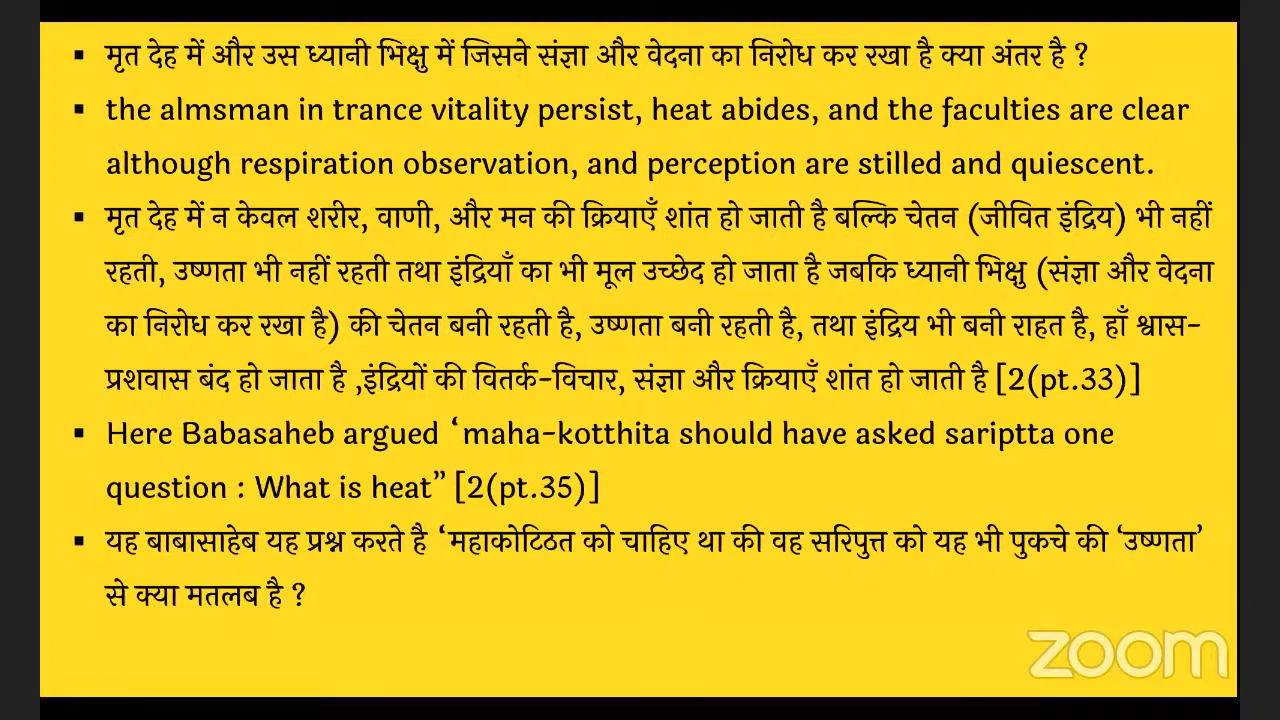 ▪ मृत देह में और उस ध्यानी भिक्षु में जिसने संज्ञा और वेदना का निरोध कर रखा है क्या अंतर है ?
▪ the almsman in trance vitality persist, heat abides, and the faculties are clear
although respiration observation, and perception are stilled and quiescent.
▪ मृत देह में न केवल शरीर, वाणी, और मन की क्रियाएँ शांत हो जाती है बल्कि चेतन (जीवित इंद्रिय) भी नहीं
रहती, उष्णता भी नहीं रहती तथा इंद्रियाँ का भी मूल उच्छेद हो जाता है जबकि ध्यानी भिक्षु (संज्ञा और वेदना
का निरोध कर रखा है) की चेतन बनी रहती है, उष्णता बनी रहती है, तथा इंद्रिय भी बनी राहत है, हाँ श्वास-
प्रशवास बंद हो जाता है ,इंद्रियों की वितर्क-विचार, संज्ञा और क्रियाएँ शांत हो जाती है [2(pt.33)]
▪ Here Babasaheb argued ‘maha-kotthita should have asked sariptta one
question : What is heat” [2(pt.35)]
▪ यह बाबासाहेब यह प्रश्न करते है ‘महाकोटिठत को चाहिए था की वह सरिपुत्त को यह भी पुकचे की ‘उष्णता’
से क्या मतलब है ?
zoom